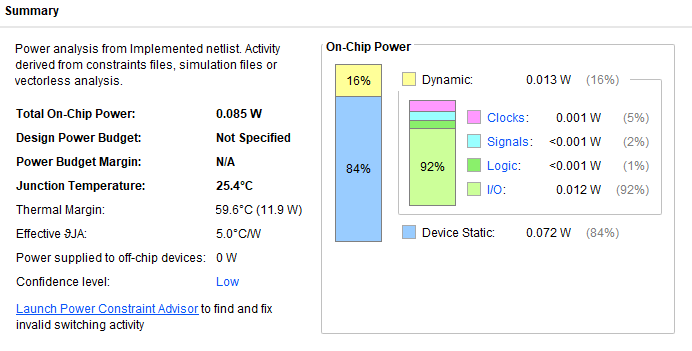 Summary
Power analysis from Implemented netlist. Activity
derived from constraints files, simulation files or
vectorless analysis.
Total On-Chip Power: 0.085 W
Design Power Budget: Not Specified
Power Budget Margin: N/A
Junction Temperature: 25.4°C
Thermal Margin: 59.6°C (11.9 W)
Effective ϑJA: 5.0°C/W
Power supplied to off-chip devices: 0 W
Confidence level: Low
Launch Power Constraint Advisor to find and fix
invalid switching activity
On-Chip Power
16%
84%
Dynamic: 0.013 W (16%)
92%
Clocks: 0.001 W (5%)
Signals: <0.001 W (2%)
Logic: <0.001 W (1%)
I/O: 0.012 W (92%)
Device Static: 0.072 W (84%)